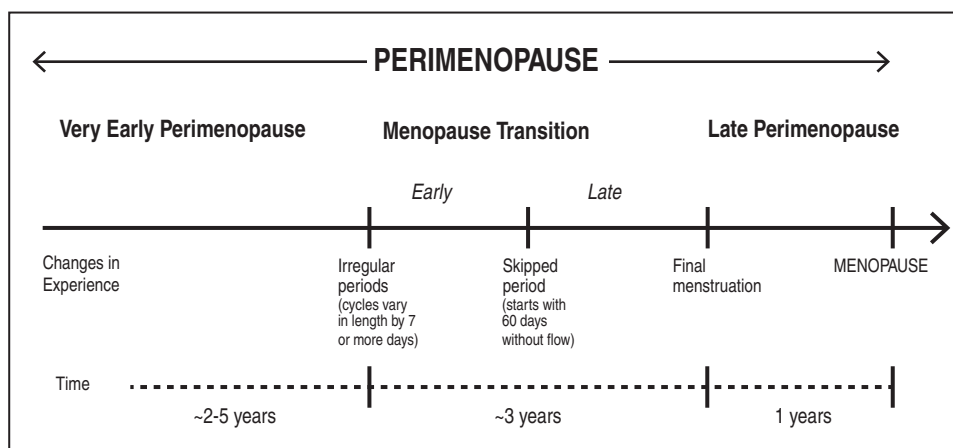 PERIMENOPAUSE
Very Early Perimenopause
Menopause Transition
Late Perimenopause
Early
Late
Changes in
Experience
Irregular
periods
(cycles vary
in length by 7
or more days)
Skipped
period
(starts with
60 days
without flow)
Final
menstruation
MENOPAUSE
Time
~2-5 years
~3 years
1 years